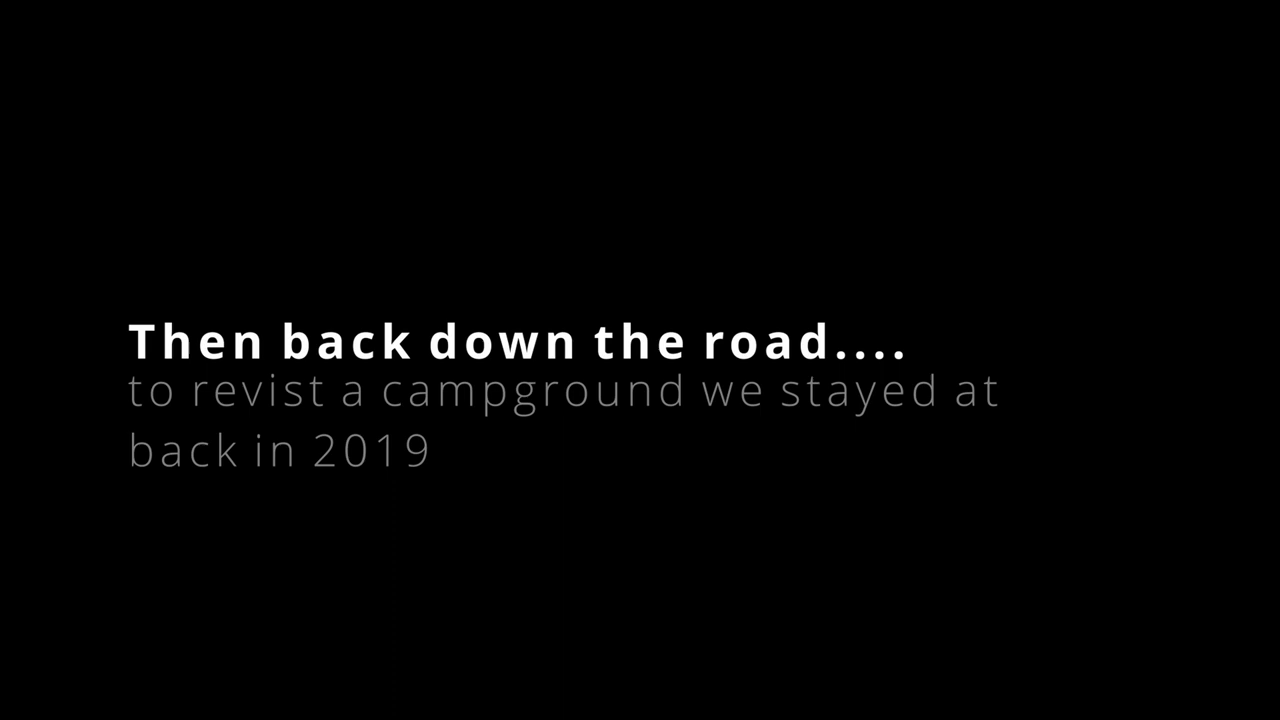 Then back down the road....
to revist a campground we stayed at
back in 2019